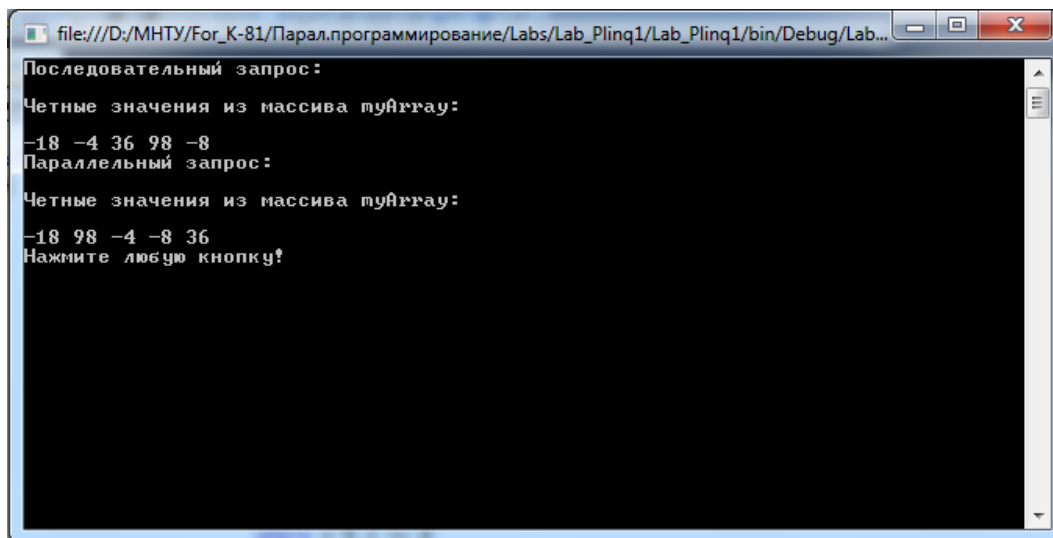 file:///D:/МНТУ/For_K-81/Парал.программирование/Labs/Lab_Plinq1/Lab_Plinq1/bin/Debug/Lab...
Последовательный запрос:
Четные значения из массива myArray:
-18 -4 36 98 -8
Параллельный запрос:
Четные значения из массива myArray:
-18 98 -4 -8 36
Нажмите любую кнопку!